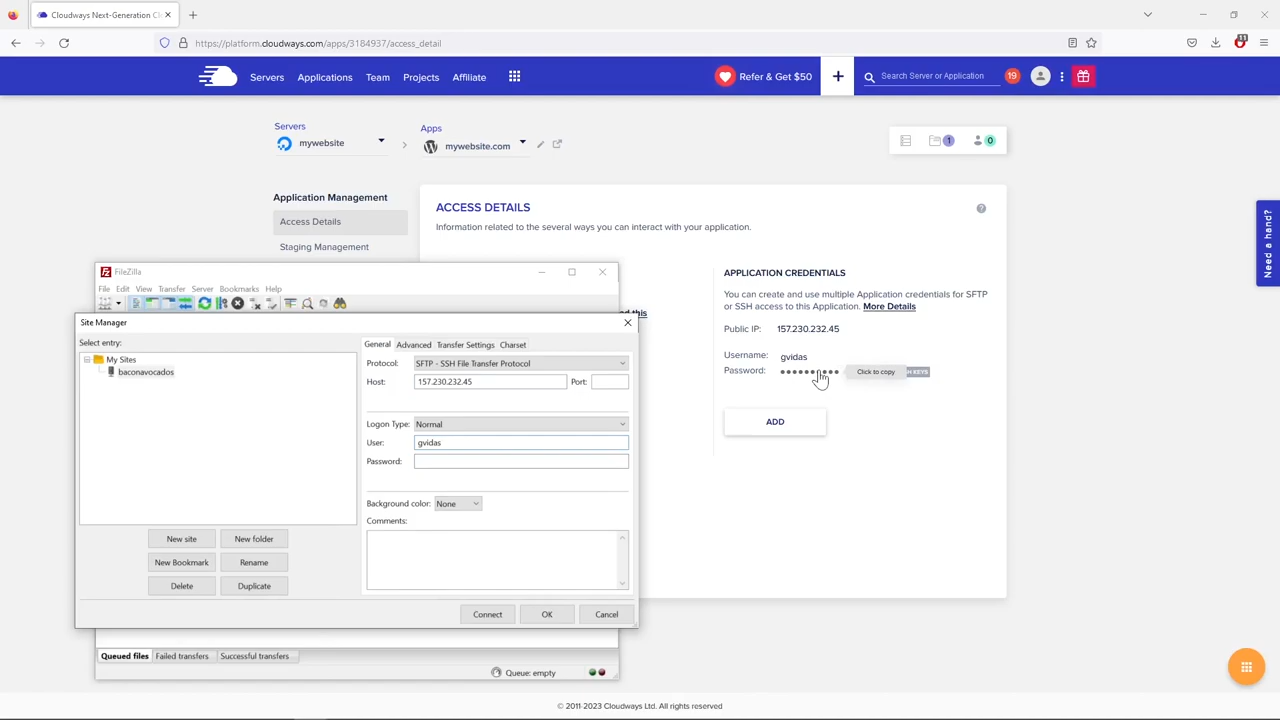 Cloudways Next-Generation Cl
https://platform.cloudways.com/apps/3184937/access_detail
11
Servers Applications Team Projects Affiliate
Refer & Get $50
+
Search Server or Application
19
Servers
mywebsite
Apps
mywebsite.com
1
0
Application Management
Access Details
Staging Management
ACCESS DETAILS
Information related to the several ways you can interact with your application.
Need a hand?
APPLICATION CREDENTIALS
You can create and use multiple Application credentials for SFTP
or SSH access to this Application. More Details
Public IP: 157.230.232.45
Username: gvidas
Password: ●●●●●●●●●●
Click to copy
H KEYS
ADD
FileZilla
File Edit View Transfer Server Bookmarks Help
ed this
Site Manager
Select entry:
My Sites
baconavocados
New site New folder
New Bookmark Rename
Delete Duplicate
General Advanced Transfer Settings Charset
Protocol: SFTP - SSH File Transfer Protocol
Host: 157.230.232.45 Port:
Logon Type: Normal
User: gvidas
Password:
Background color: None
Comments:
Connect OK Cancel
Queued files Failed transfers Successful transfers
Queue: empty
© 2011-2023 Cloudways Ltd. All rights reserved